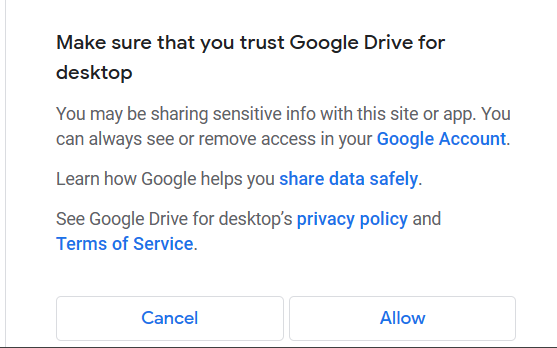 Make sure that you trust Google Drive for
desktop
You may be sharing sensitive info with this site or app. You
can always see or remove access in your Google Account.
Learn how Google helps you share data safely.
See Google Drive for desktop's privacy policy and
Terms of Service.
Cancel Allow